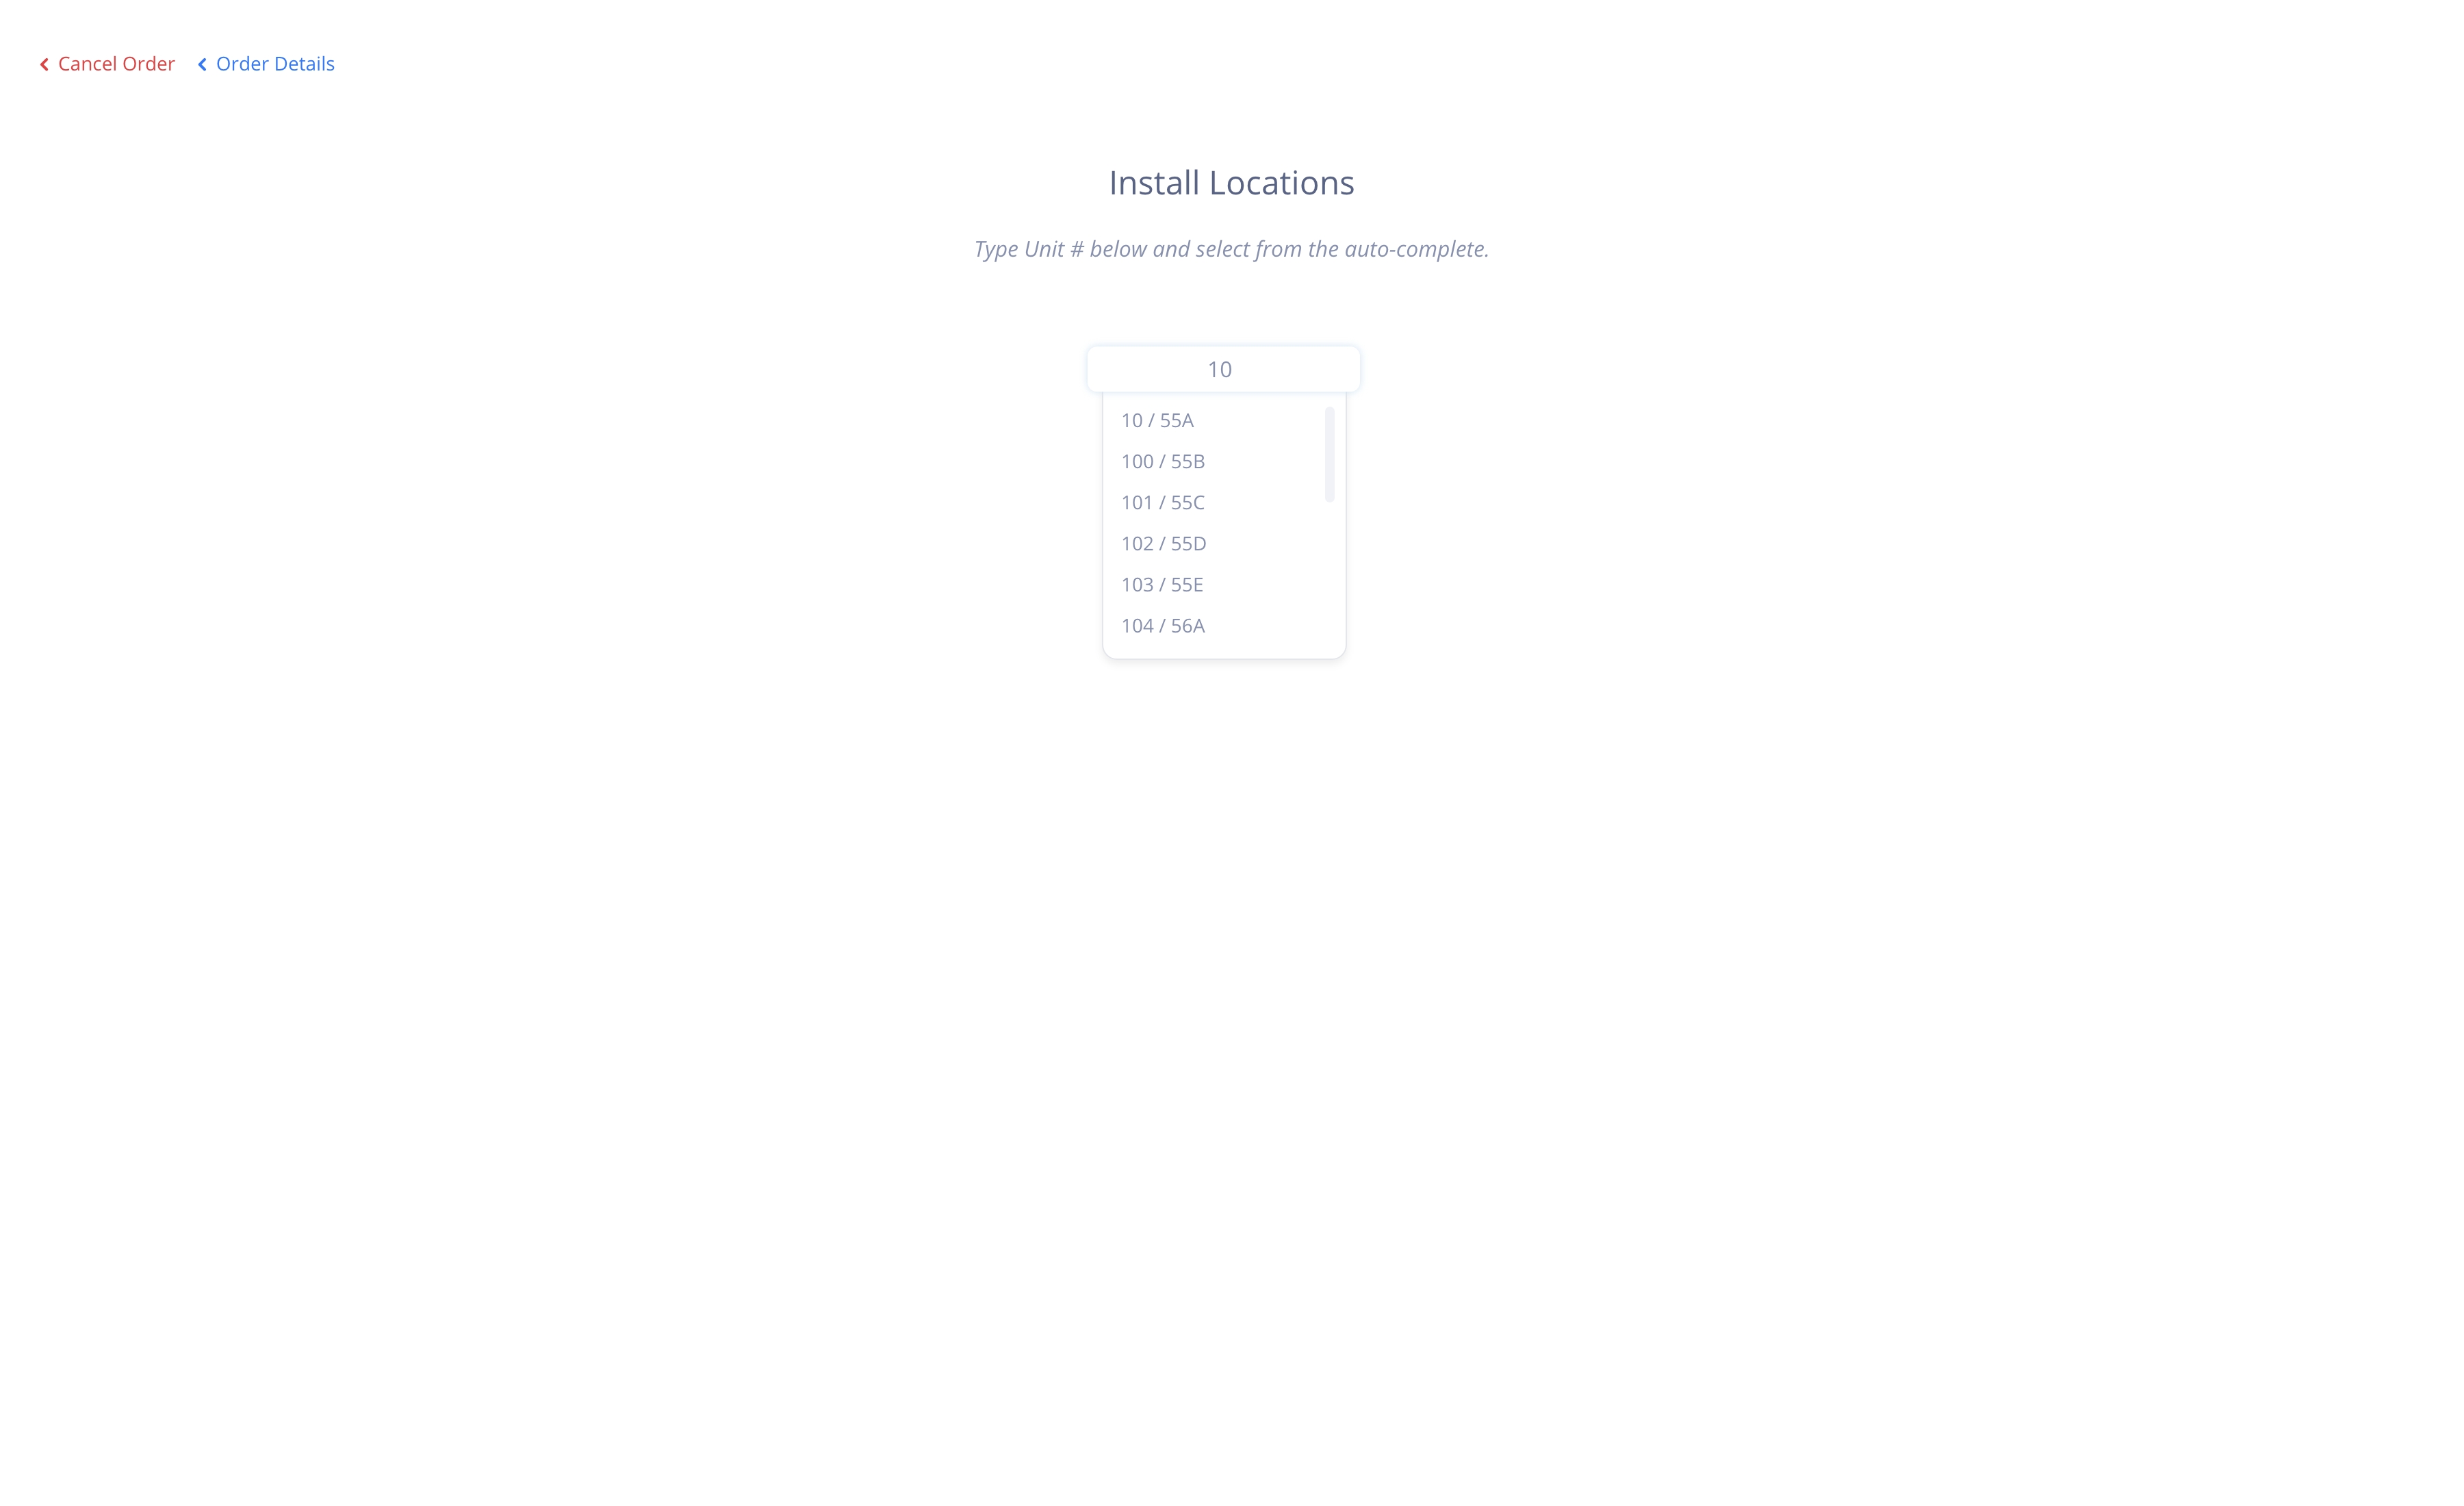 Cancel Order Order Details
Install Locations
Type Unit # below and select from the auto-complete.
10
10 / 55A
100 / 55B
101 / 55C
102 / 55D
103 / 55E
104 / 56A